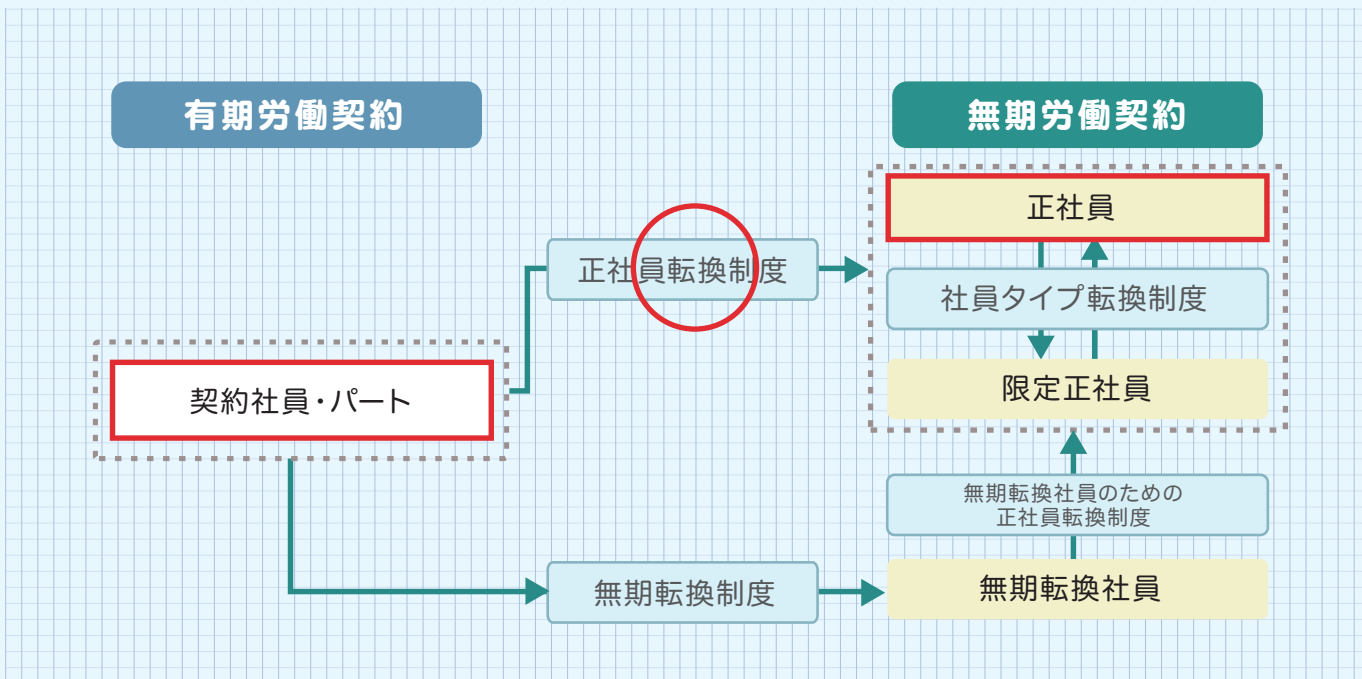 有期労働契約
無期労働契約
正社員
正社員転換制度
社員タイプ転換制度
限定正社員
契約社員・パート
無期転換社員のための
正社員転換制度
無期転換制度
無期転換社員